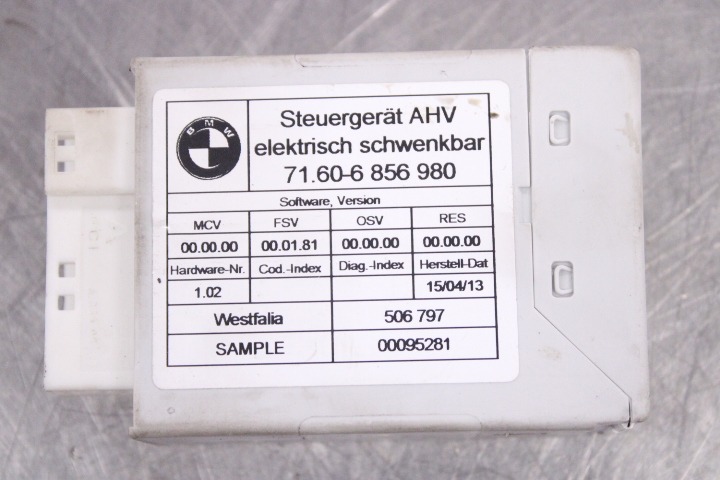 BMW
Steuergerät AHV
elektrisch schwenkbar
71.60-6 856 980
Software, Version
MCV FSV OSV RES
00.00.00 00.01.81 00.00.00 00.00.00
Hardware-Nr. Cod.-Index Diag.-Index Herstell-Dat
1.02 15/04/13
Westfalia 506 797
SAMPLE 00095281